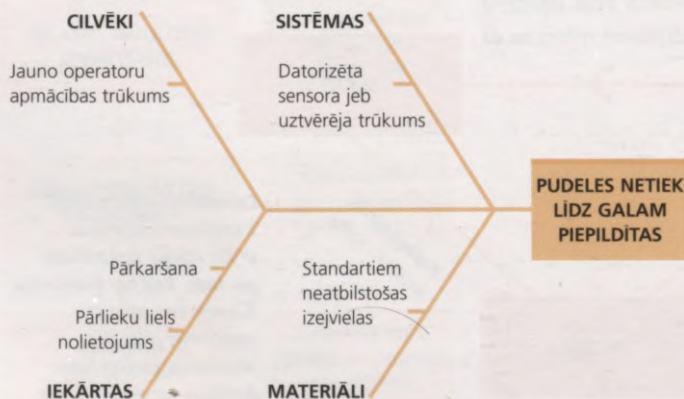 CILVĒKI
Jauno operatoru
apmācības trūkums
SISTĒMAS
Datorizēta
sensora jeb
uztvērēja trūkums
PUDELES NETIEK
LĪDZ GALAM
PIEPILDĪTAS
Pārkaršana
Pārlieku liels
nolietojums
IEKĀRTAS
Standartiem
neatbilstošas
izejvielas
MATERIĀLI